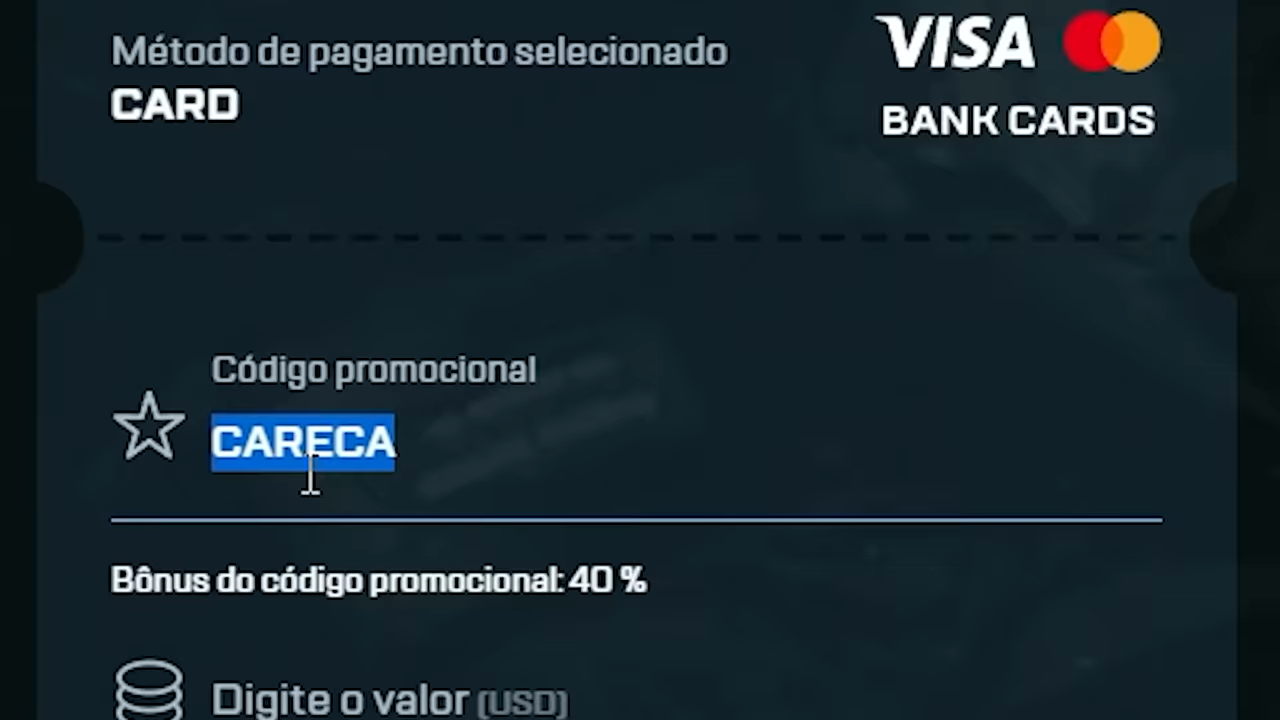 Método de pagamento selecionado
CARD
VISA
BANK CARDS
Código promocional
CARECA
Bônus do código promocional: 40 %
Digite o valor (USD)